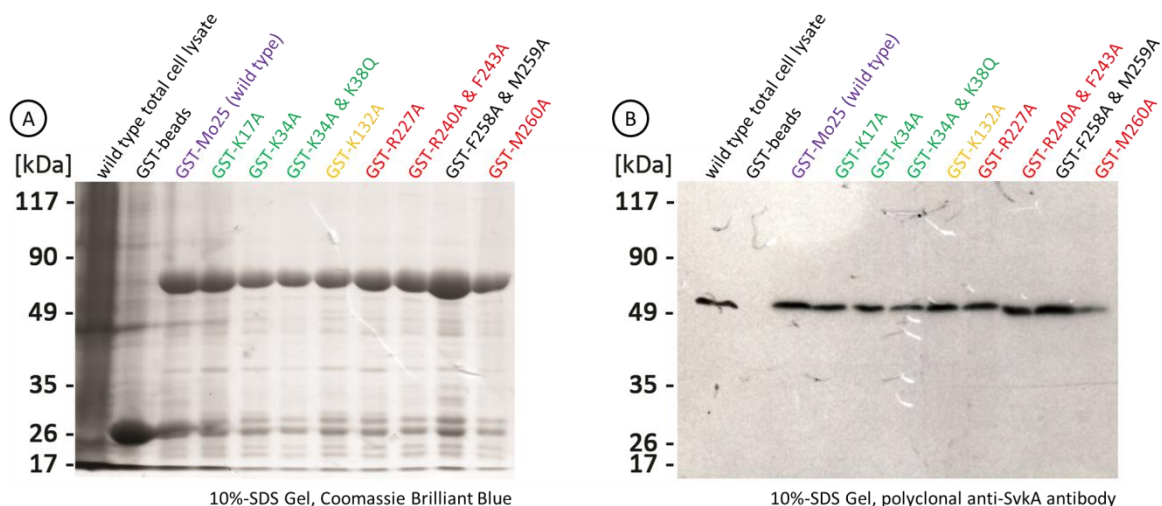 A
[kDa]
wild type total cell lysate
GST-beads
GST-Mo25 (wild type)
GST-K17A
GST-K34A
GST-K34A & K38Q
GST-K132A
GST-R227A
GST-R240A & F243A
GST-F258A & M259A
GST-M260A
117 -
90 -
49 -
35 -
26 -
17 -
10%-SDS Gel, Coomassie Brilliant Blue
B
[kDa]
wild type total cell lysate
GST-beads
GST-Mo25 (wild type)
GST-K17A
GST-K34A
GST-K34A & K38Q
GST-K132A
GST-R227A
GST-R240A & F243A
GST-F258A & M259A
GST-M260A
117 -
90 -
49 -
35 -
26 -
17 -
10%-SDS Gel, polyclonal anti-SvkA antibody